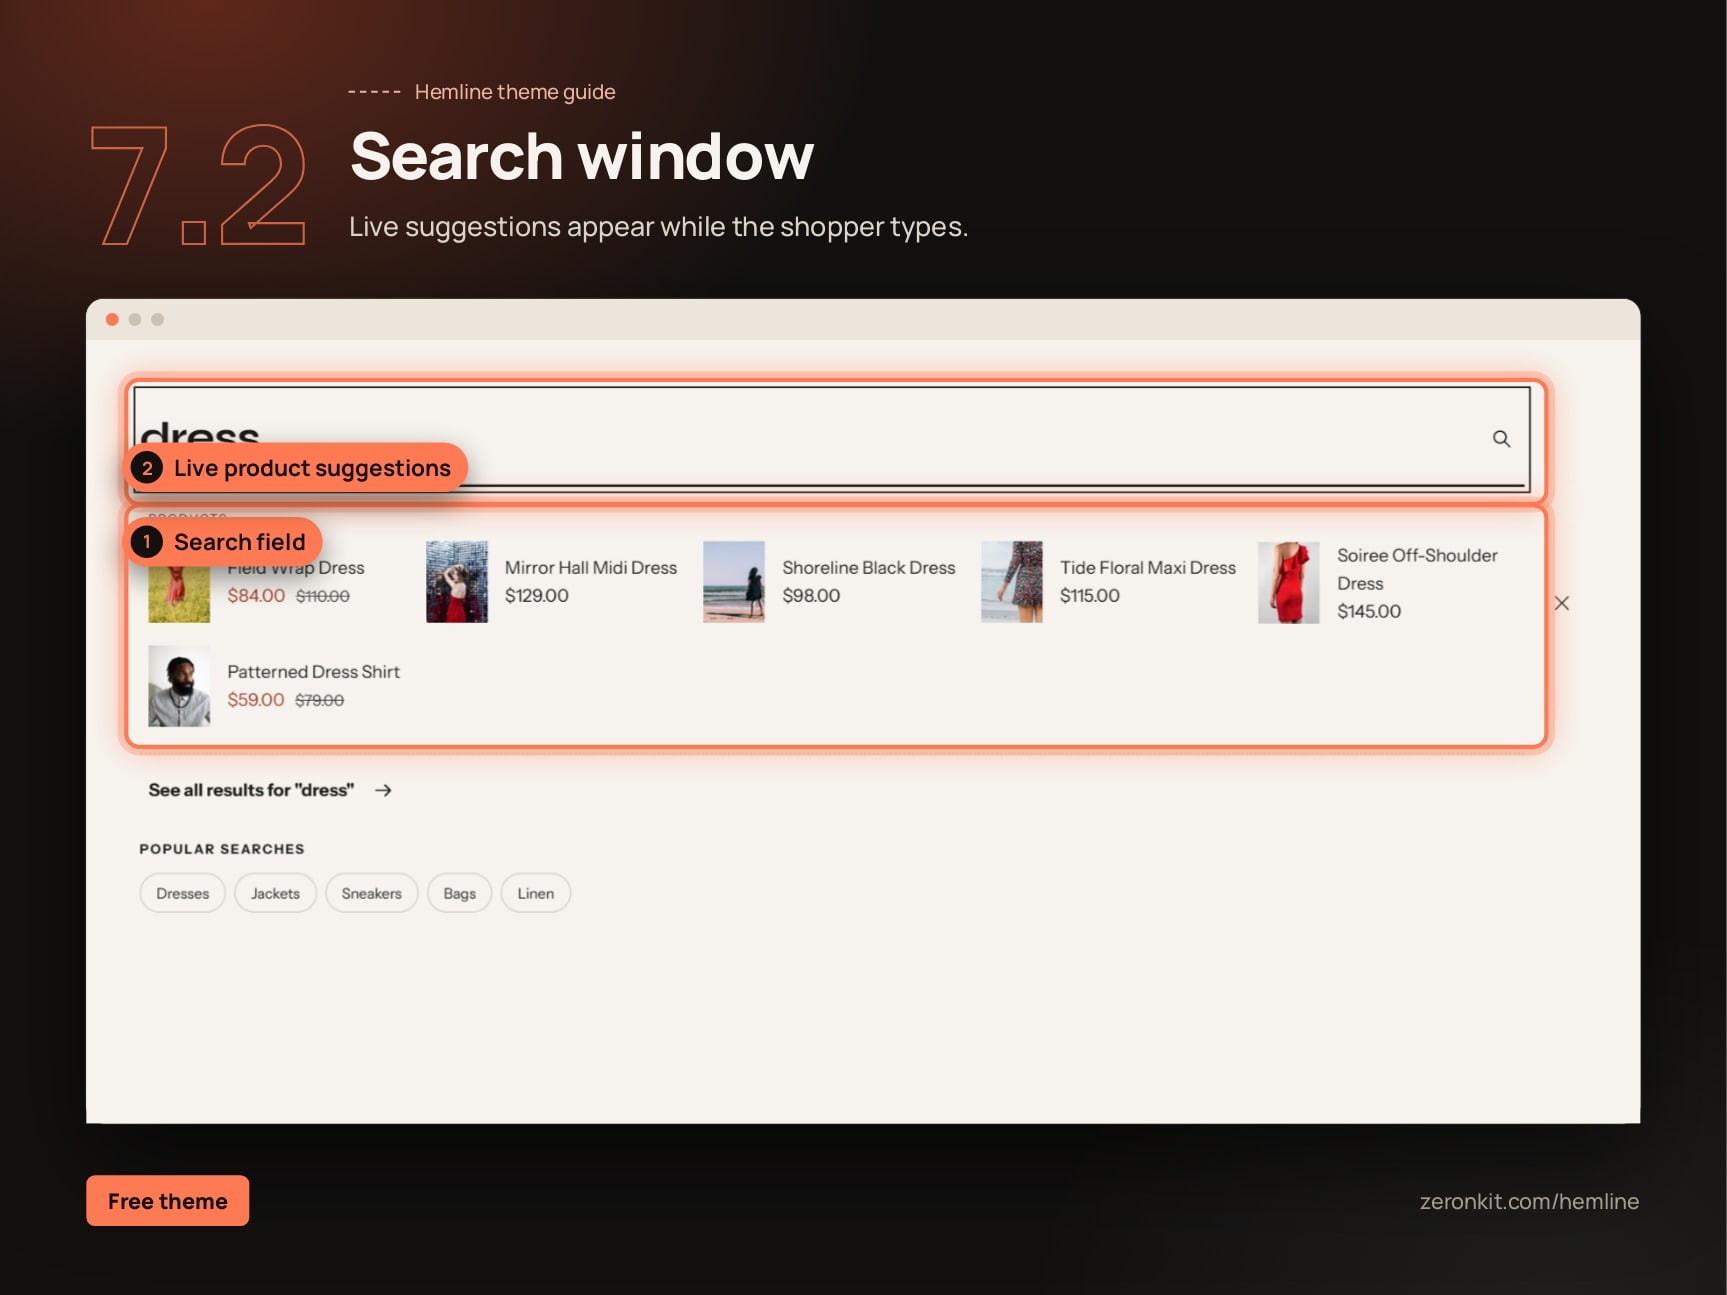 Hemline theme guide
7.2
Search window
Live suggestions appear while the shopper types.
dress
2 Live product suggestions
PRODUCTS
1 Search field
Field Wrap Dress
$84.00 $110.00
Mirror Hall Midi Dress
$129.00
Shoreline Black Dress
$98.00
Tide Floral Maxi Dress
$115.00
Soiree Off-Shoulder
Dress
$145.00
Patterned Dress Shirt
$59.00 $79.00
See all results for "dress"
POPULAR SEARCHES
Dresses
Jackets
Sneakers
Bags
Linen
Free theme
zeronkit.com/hemline